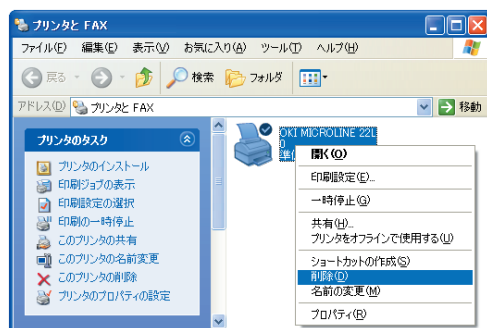 プリンタと FAX
ファイル(F) 編集(E) 表示(V) お気に入り(A) ツール(T) ヘルプ(H)
戻る 検索 フォルダ
アドレス(D) プリンタと FAX 移動
プリンタのタスク
プリンタのインストール
印刷ジョブの表示
印刷設定の選択
印刷の一時停止
このプリンタの共有
このプリンタの名前変更
このプリンタの削除
プリンタのプロパティの設定
OKI MICROLINE 22L
0
開く(O)
印刷設定(E)...
一時停止(G)
共有(H)...
プリンタをオフラインで使用する(U)
ショートカットの作成(S)
削除(D)
名前の変更(M)
プロパティ(R)